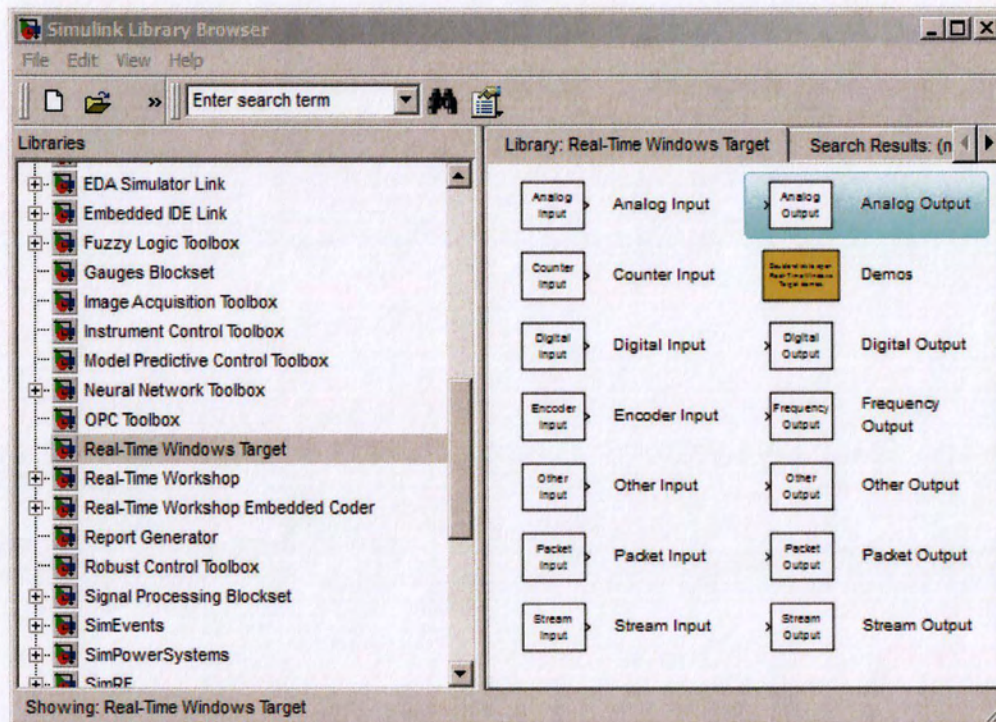 Simulink Library Browser
File Edit View Help
» Enter search term
Libraries
EDA Simulator Link
Embedded IDE Link
Fuzzy Logic Toolbox
Gauges Blockset
Image Acquisition Toolbox
Instrument Control Toolbox
Model Predictive Control Toolbox
Neural Network Toolbox
OPC Toolbox
Real-Time Windows Target
Real-Time Workshop
Real-Time Workshop Embedded Coder
Report Generator
Robust Control Toolbox
Signal Processing Blockset
SimEvents
SimPowerSystems
SimRF
Library: Real-Time Windows Target
Search Results: (n
Analog Input
Analog Input
Analog Output
Analog Output
Counter Input
Counter Input
Real-Time Windows
Target demos
Demos
Digital Input
Digital Input
Digital Output
Digital Output
Encoder Input
Encoder Input
Frequency Output
Frequency
Output
Other Input
Other Input
Other Output
Other Output
Packet Input
Packet Input
Packet Output
Packet Output
Stream Input
Stream Input
Stream Output
Stream Output
Showing: Real-Time Windows Target